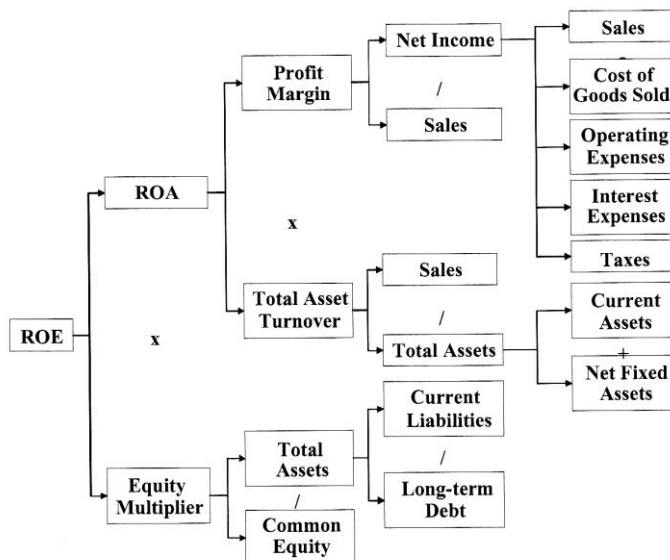 Net Income
Sales
Profit
Margin
/
Cost of
Goods Sold
Sales
Operating
Expenses
ROA
Interest
Expenses
x
Taxes
Sales
Total Asset
Turnover
/
Current
Assets
ROE
x
Total Assets
+
Net Fixed
Assets
Current
Liabilities
Total
Assets
/
Equity
Multiplier
/
Long-term
Debt
Common
Equity